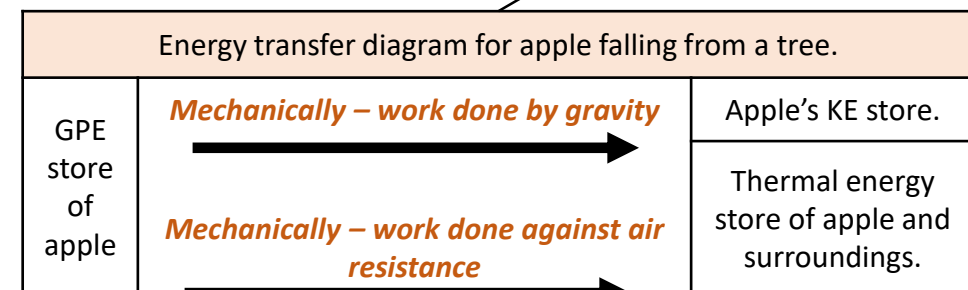 Energy transfer diagram for apple falling from a tree.
GPE
store
of
apple
Mechanically – work done by gravity
Mechanically – work done against air
resistance
Apple's KE store.
Thermal energy
store of apple and
surroundings.